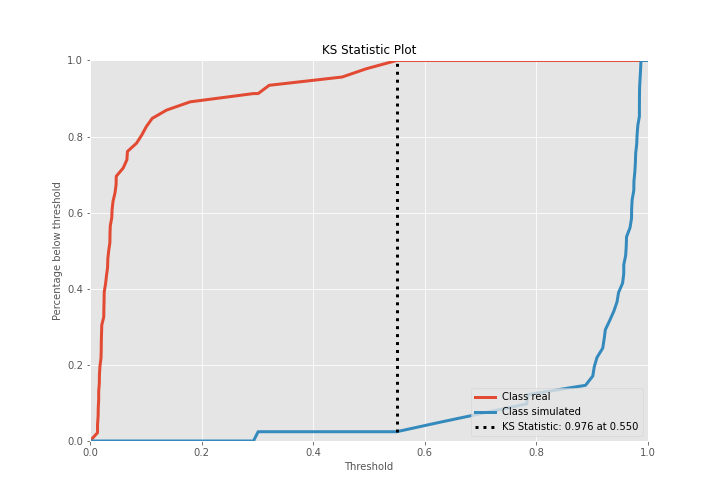 KS Statistic Plot
1.0
0.8
0.6
0.4
0.2
0.0
Percentage below threshold
0.0 0.2 0.4 0.6 0.8 1.0
Threshold
Class real
Class simulated
KS Statistic: 0.976 at 0.550